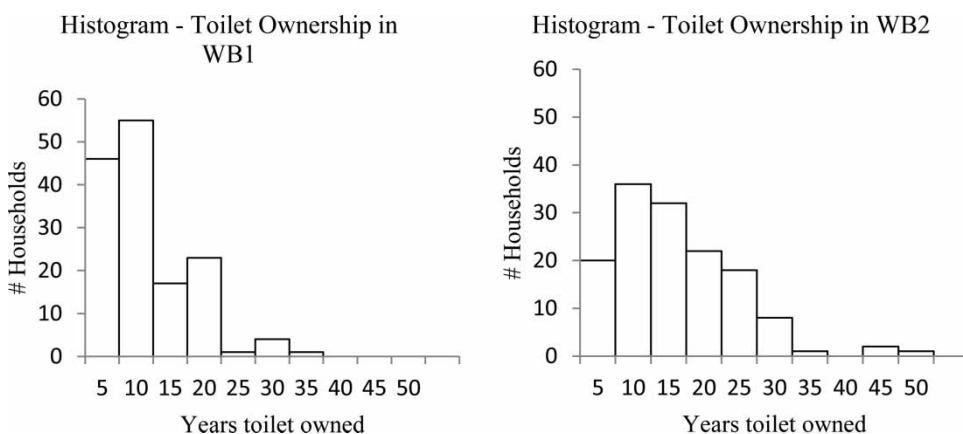 Histogram - Toilet Ownership in
WB1
60
50
40
30
20
10
0
# Households
5 10 15 20 25 30 35 40 45 50
Years toilet owned
Histogram - Toilet Ownership in WB2
60
50
40
30
20
10
0
# Households
5 10 15 20 25 30 35 40 45 50
Years toilet owned